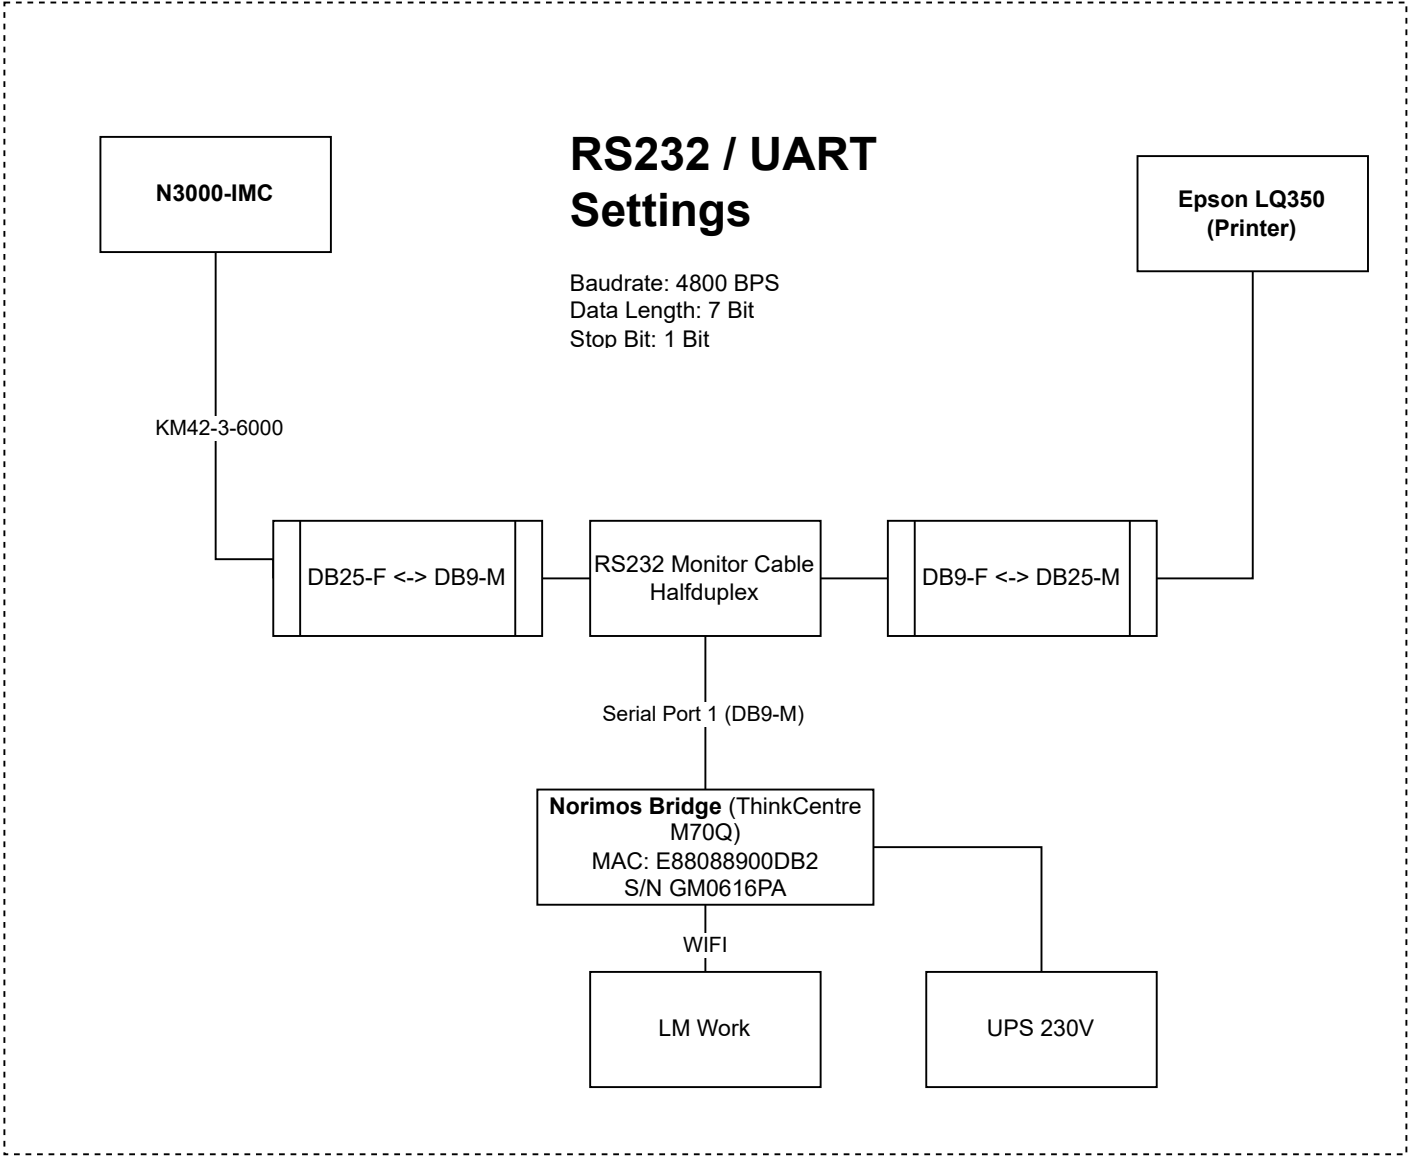 RS232 / UART
Settings
N3000-IMC
Epson LQ350
(Printer)
Baudrate: 4800 BPS
Data Length: 7 Bit
Stop Bit: 1 Bit
KM42-3-6000
DB25-F <-> DB9-M
RS232 Monitor Cable
Halfduplex
DB9-F <-> DB25-M
Serial Port 1 (DB9-M)
Norimos Bridge (ThinkCentre
M70Q)
MAC: E88088900DB2
S/N GM0616PA
WIFI
LM Work
UPS 230V